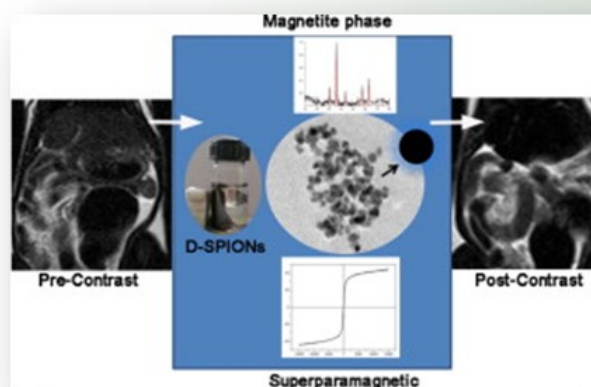 Magnetite phase
D-SPIONs
Pre-Contrast
Post-Contrast
Superparamagnetic